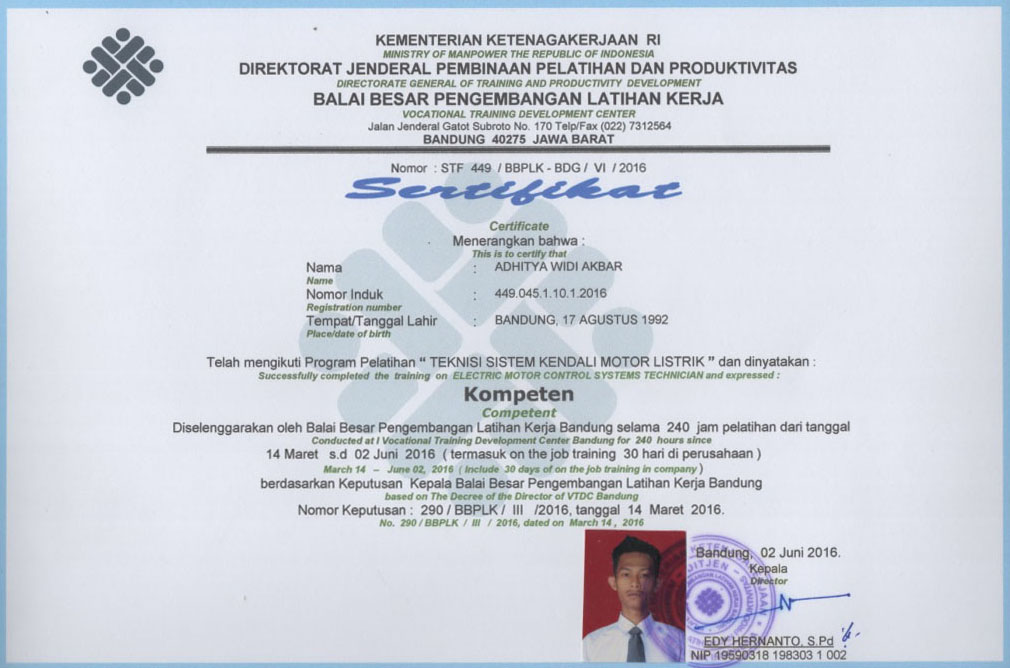 KEMENTERIAN KETENAGAKERJAAN RI
MINISTRY OF MANPOWER THE REPUBLIC OF INDONESIA
DIREKTORAT JENDERAL PEMBINAAN PELATIHAN DAN PRODUKTIVITAS
DIRECTORATE GENERAL OF TRAINING AND PRODUCTIVITY DEVELOPMENT
BALAI BESAR PENGEMBANGAN LATIHAN KERJA
VOCATIONAL TRAINING DEVELOPMENT CENTER
Jalan Jenderal Gatot Subroto No. 170 Telp/Fax (022) 7312564
BANDUNG 40275 JAWA BARAT
Nomor : STF 449 / BBPLK - BDG / VI / 2016
Sertifikat
Certificate
Menerangkan bahwa :
This is to certify that
Nama : ADHITYA WIDI AKBAR
Name
Nomor Induk : 449.045.1.10.1.2016
Registration number
Tempat/Tanggal Lahir : BANDUNG, 17 AGUSTUS 1992
Place/date of birth
Telah mengikuti Program Pelatihan “ TEKNISI SISTEM KENDALI MOTOR LISTRIK ” dan dinyatakan :
Successfully completed the training on ELECTRIC MOTOR CONTROL SYSTEMS TECHNICIAN and expressed :
Kompeten
Competent
Diselenggarakan oleh Balai Besar Pengembangan Latihan Kerja Bandung selama 240 jam pelatihan dari tanggal
Conducted at I Vocational Training Development Center Bandung for 240 hours since
14 Maret s.d 02 Juni 2016 ( termasuk on the job training 30 hari di perusahaan )
March 14 – June 02, 2016 ( Include 30 days of on the job training in company )
berdasarkan Keputusan Kepala Balai Besar Pengembangan Latihan Kerja Bandung
based on The Decree of the Director of VTDC Bandung
Nomor Keputusan : 290 / BBPLK / III /2016, tanggal 14 Maret 2016.
No. 290 / BBPLK / III / 2016, dated on March 14 , 2016
Bandung, 02 Juni 2016.
Kepala
Director
EDY HERNANTO, S.Pd
NIP 19590318 198303 1 002